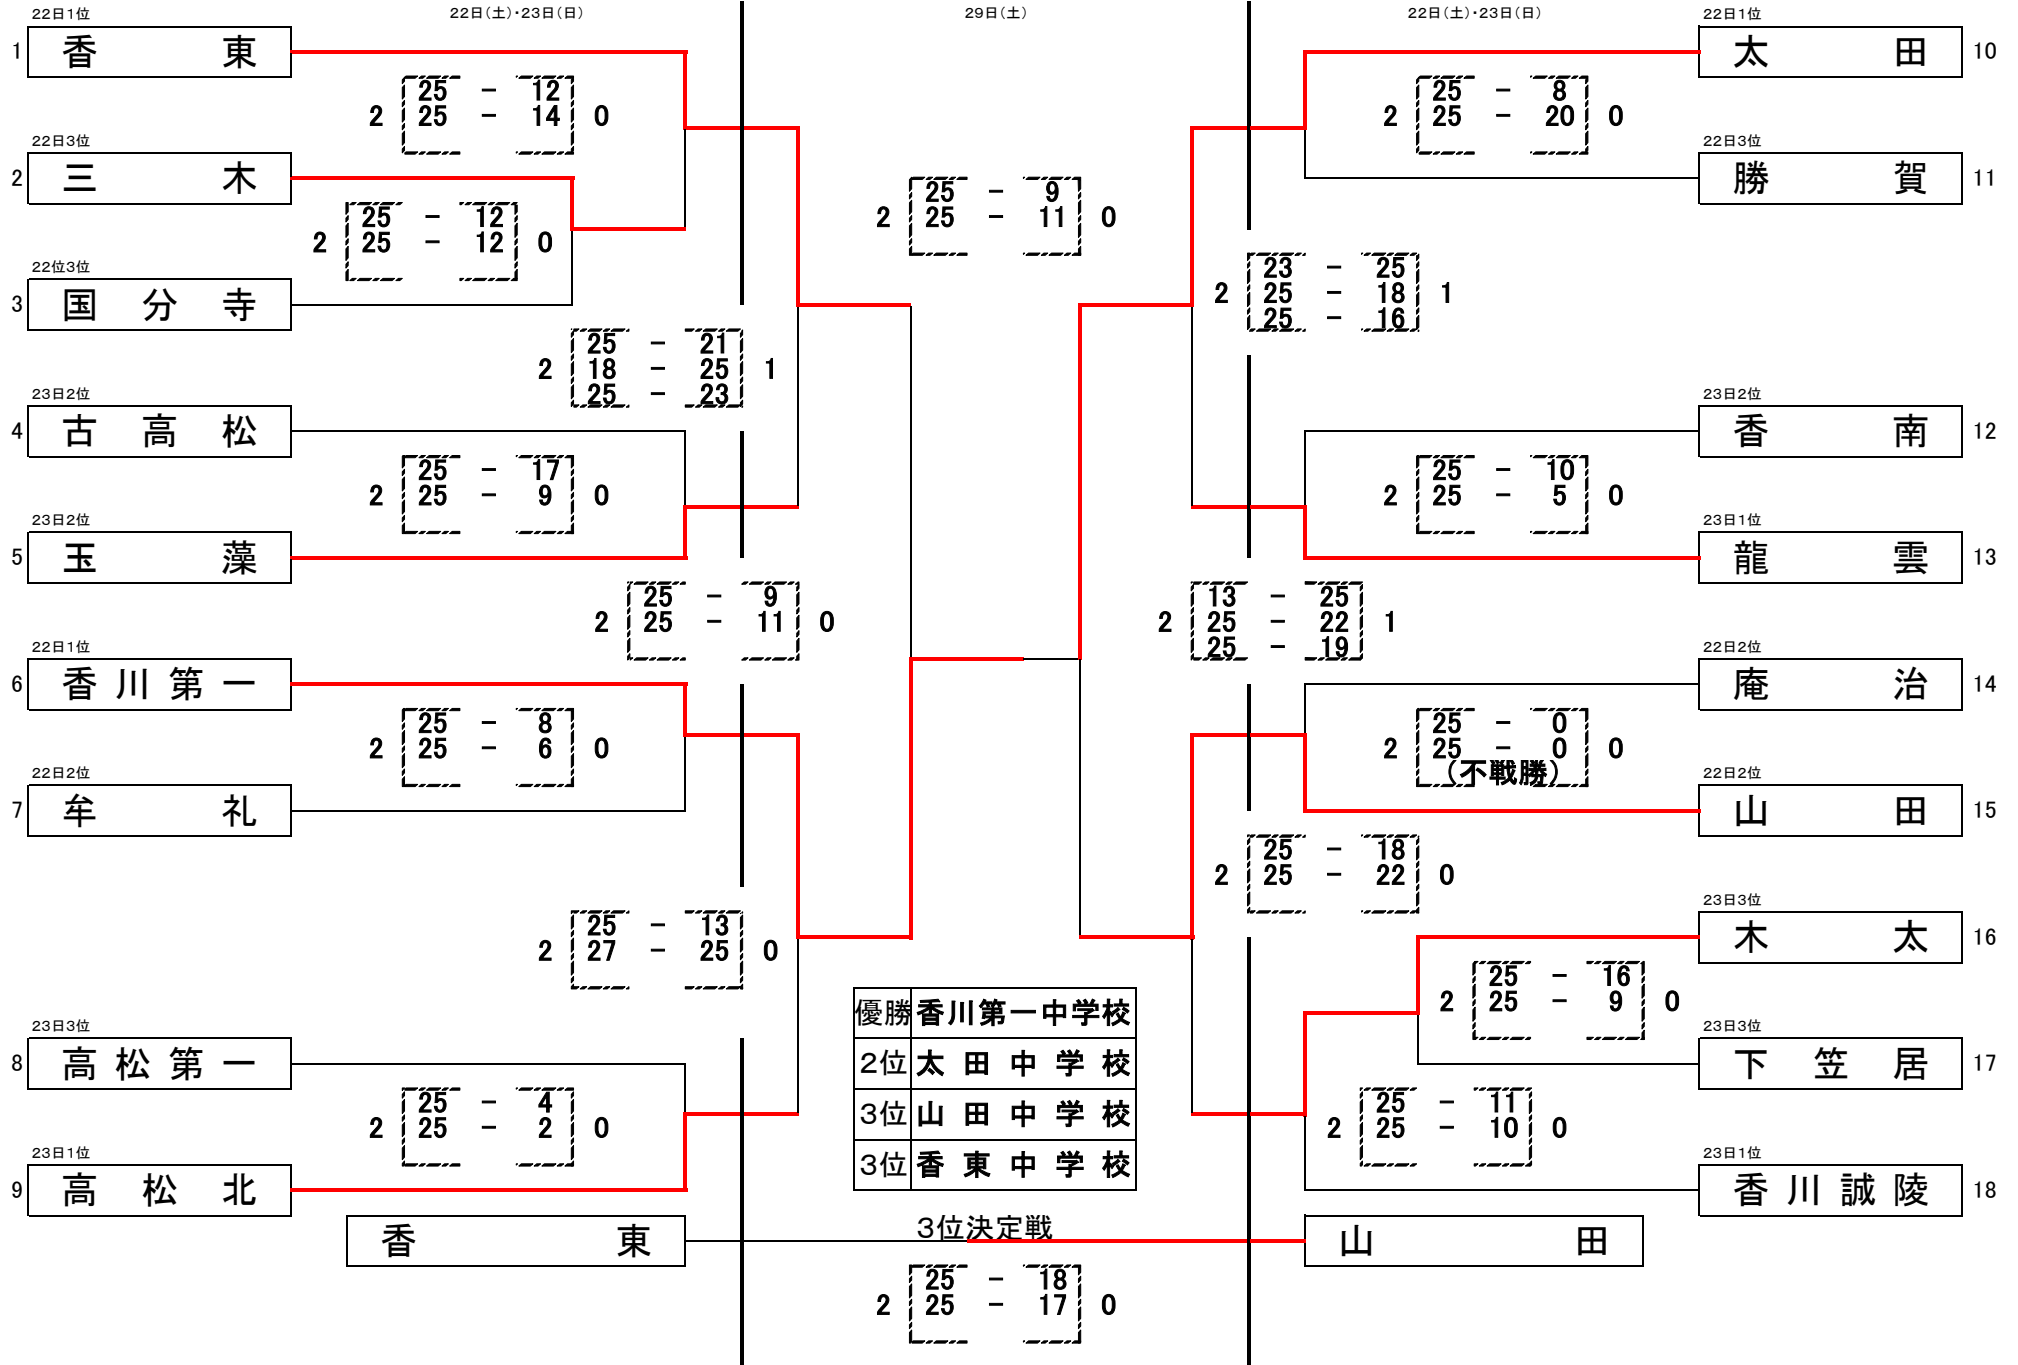 22日(土)・23日(日)
29日(土)
22日(土)・23日(日)
22日1位
1 香東
2 25 - 12 0
25 - 14
22日3位
2 三木
2 25 - 12 0
25 - 12
22位3位
3 国分寺
2 25 - 21 1
18 - 25
25 - 23
23日2位
4 古高松
2 25 - 17 0
25 - 9
23日2位
5 玉藻
2 25 - 9 0
25 - 11
22日1位
6 香川第一
2 25 - 8 0
25 - 6
22日2位
7 牟礼
2 25 - 13 0
27 - 25
23日3位
8 高松第一
2 25 - 4 0
25 - 2
23日1位
9 高松北
2 25 - 9 0
25 - 11
22日1位
太田 10
2 25 - 8 0
25 - 20
22日3位
勝賀 11
2 23 - 25 1
25 - 18
25 - 16
23日2位
香南 12
2 25 - 10 0
25 - 5
23日1位
龍雲 13
2 13 - 25 1
25 - 22
25 - 19
22日2位
庵治 14
2 25 - 0 0
25 - 0
(不戦勝)
22日2位
山田 15
2 25 - 18 0
25 - 22
23日3位
木太 16
2 25 - 16 0
25 - 9
23日3位
下笠居 17
2 25 - 11 0
25 - 10
23日1位
香川誠陵 18
優勝 香川第一中学校
2位 太田中学校
3位 山田中学校
3位 香東中学校
香東 3位決定戦 山田
2 25 - 18 0
25 - 17